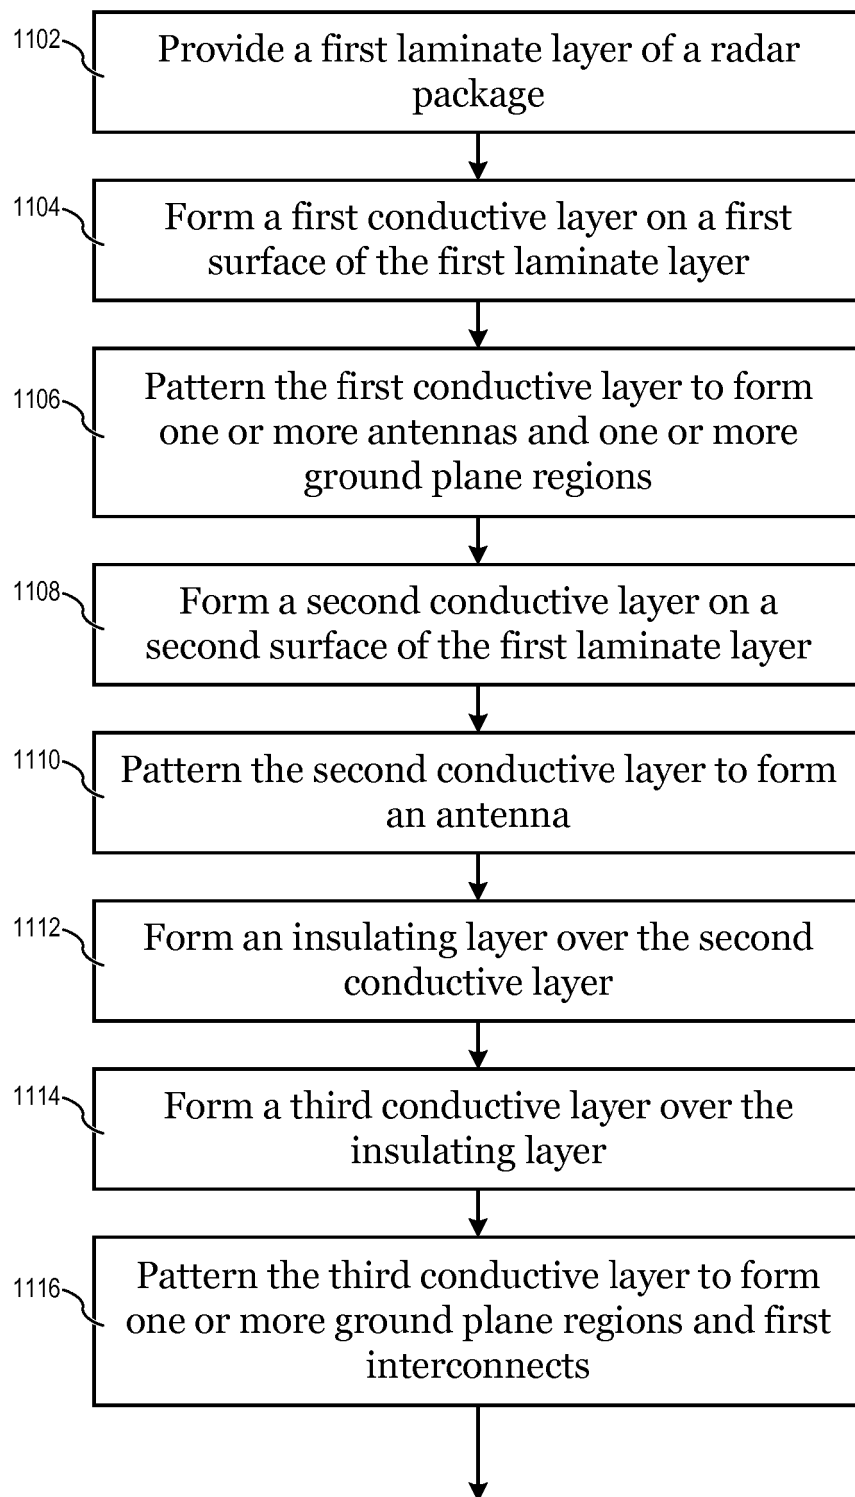 1102
Provide a first laminate layer of a radar
package
1104
Form a first conductive layer on a first
surface of the first laminate layer
1106
Pattern the first conductive layer to form
one or more antennas and one or more
ground plane regions
1108
Form a second conductive layer on a
second surface of the first laminate layer
1110
Pattern the second conductive layer to form
an antenna
1112
Form an insulating layer over the second
conductive layer
1114
Form a third conductive layer over the
insulating layer
1116
Pattern the third conductive layer to form
one or more ground plane regions and first
interconnects